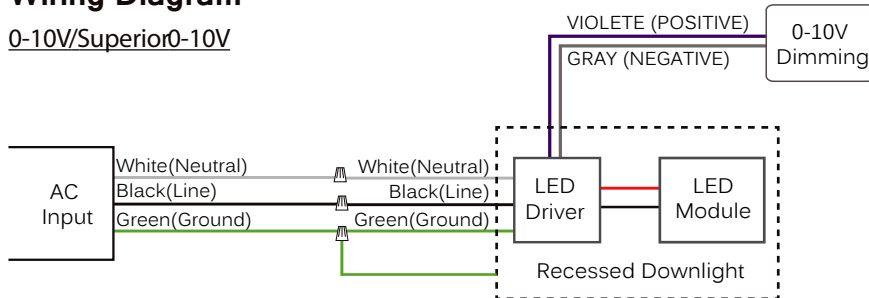 Wiring Diagram
0-10V/Superior0-10V
VIOLETE (POSITIVE)
GRAY (NEGATIVE)
0-10V
Dimming
AC
Input
White(Neutral)
Black(Line)
Green(Ground)
White(Neutral)
Black(Line)
Green(Ground)
LED
Driver
LED
Module
Recessed Downlight